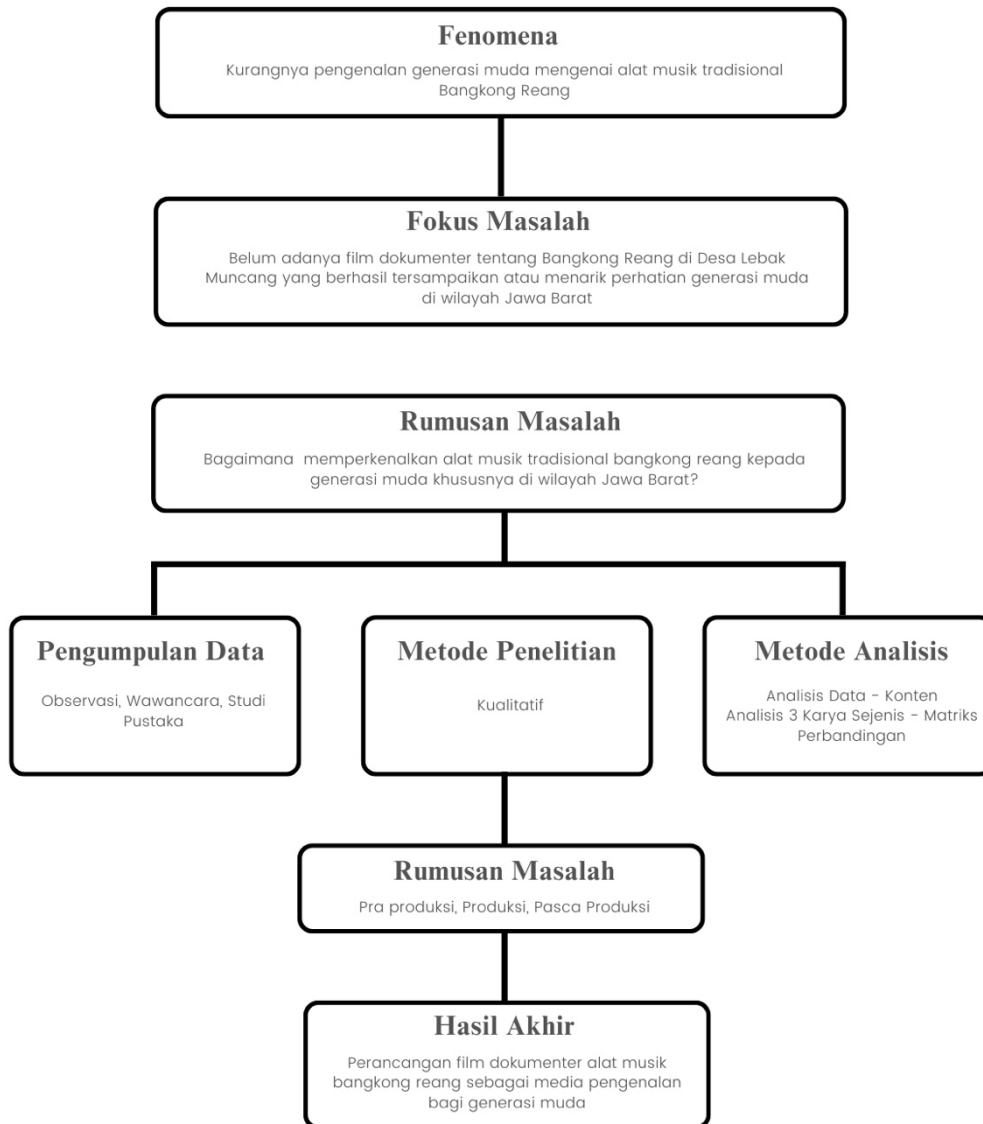 Fenomena
Kurangnya pengenalan generasi muda mengenai alat musik tradisional
Bangkong Reang
Fokus Masalah
Belum adanya film dokumenter tentang Bangkong Reang di Desa Lebak
Muncang yang berhasil tersampaikan atau menarik perhatian generasi muda
di wilayah Jawa Barat
Rumusan Masalah
Bagaimana memperkenalkan alat musik tradisional bangkong reang kepada
generasi muda khususnya di wilayah Jawa Barat?
Pengumpulan Data
Observasi, Wawancara, Studi
Pustaka
Metode Penelitian
Kualitatif
Metode Analisis
Analisis Data - Konten
Analisis 3 Karya Sejenis - Matriks
Perbandingan
Rumusan Masalah
Pra produksi, Produksi, Pasca Produksi
Hasil Akhir
Perancangan film dokumenter alat musik
bangkong reang sebagai media pengenalan
bagi generasi muda